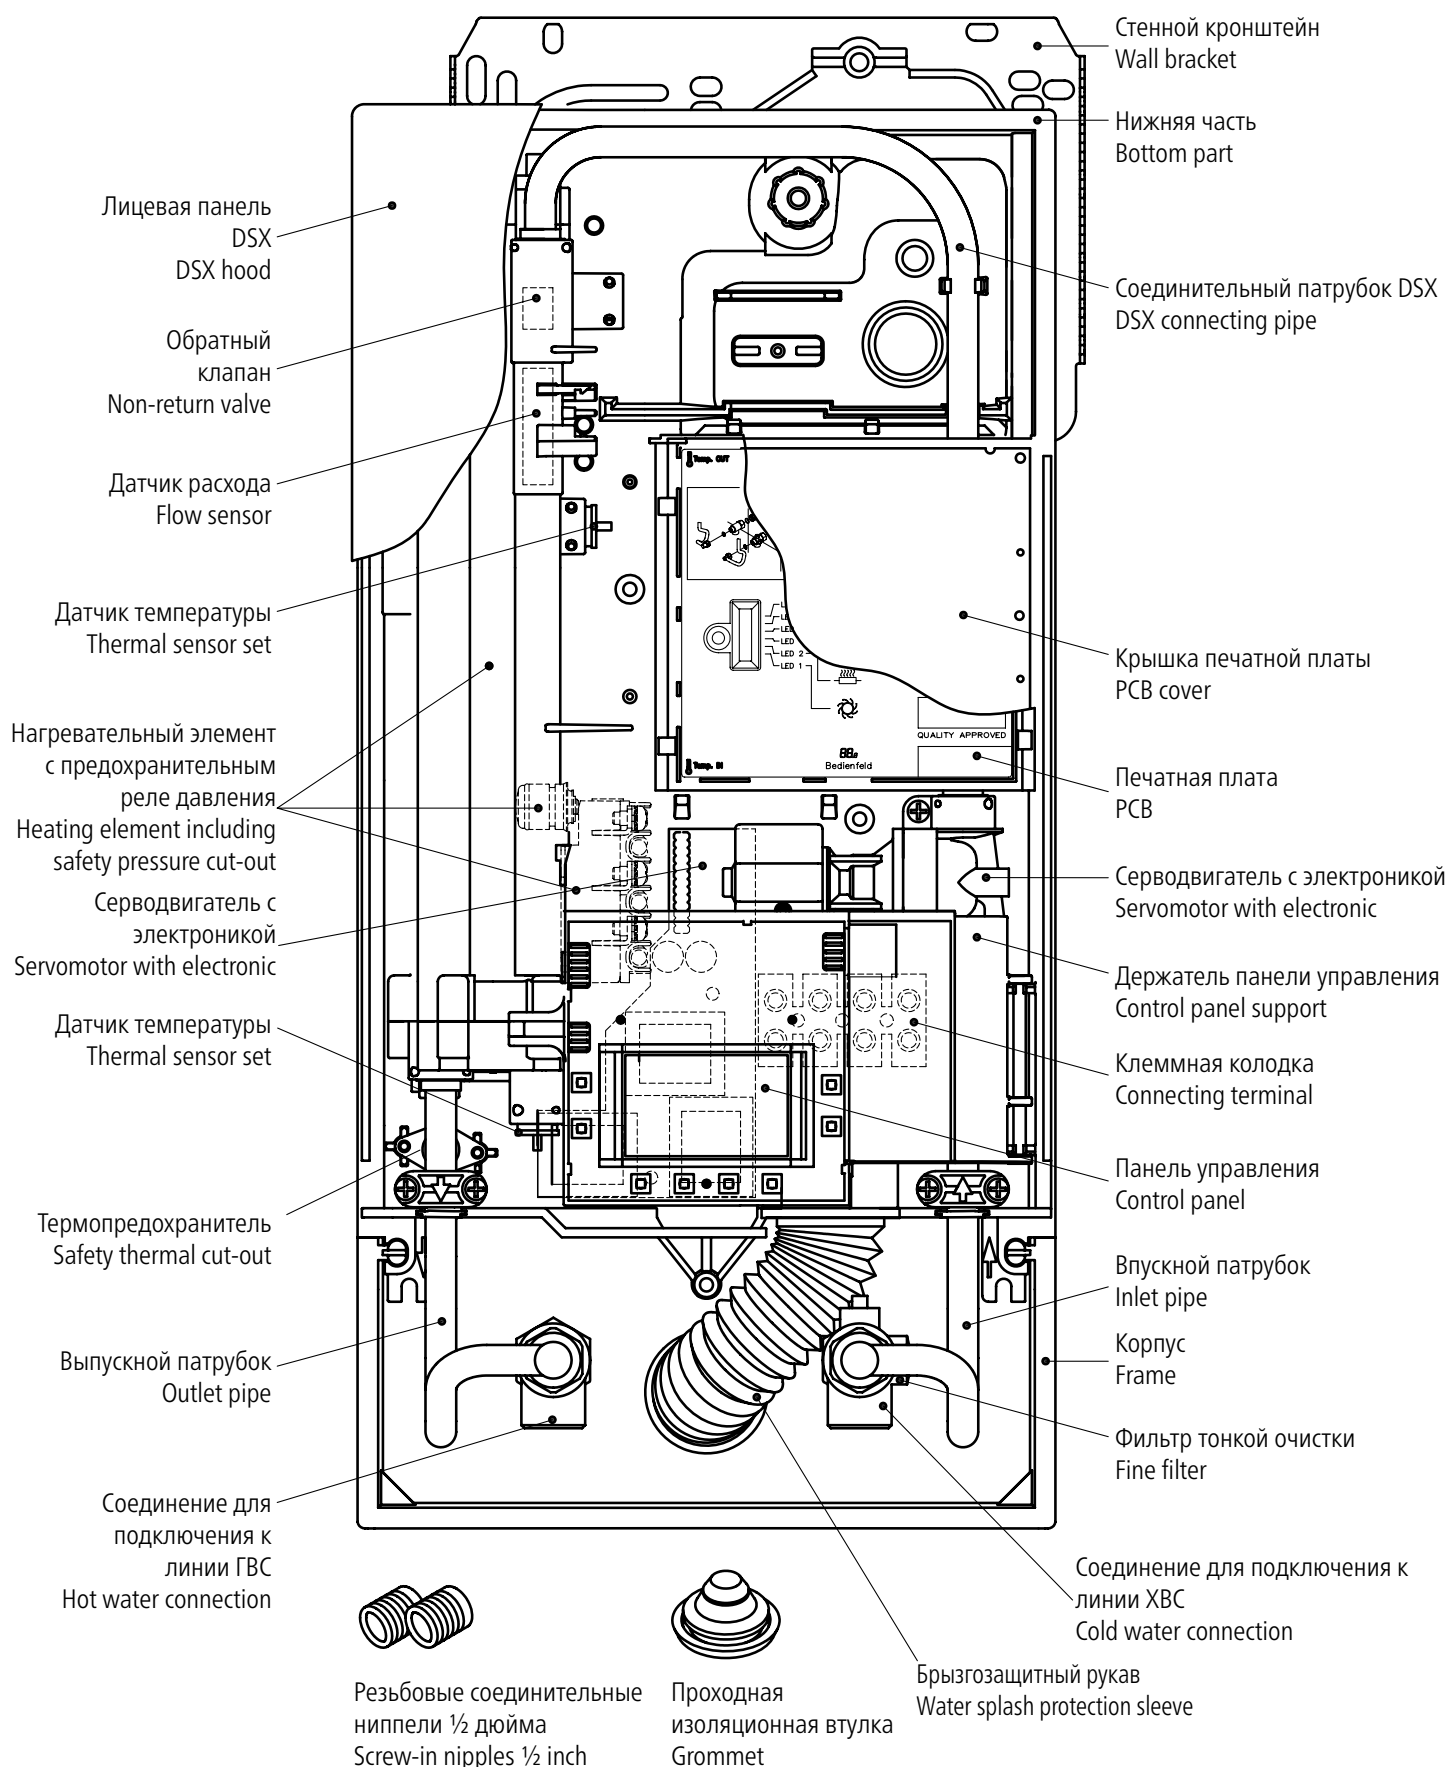 Стенной кронштейн
Wall bracket
Нижняя часть
Bottom part
Лицевая панель
DSX
DSX hood
Соединительный патрубок DSX
DSX connecting pipe
Обратный
клапан
Non-return valve
Датчик расхода
Flow sensor
Temp. OUT
Датчик температуры
Thermal sensor set
LED
LED
LED 2
LED 1
Крышка печатной платы
PCB cover
QUALITY APPROVED
88.8
Bedienfeld
Temp. IN
Печатная плата
PCB
Нагревательный элемент
с предохранительным
реле давления
Heating element including
safety pressure cut-out
Серводвигатель с электроникой
Servomotor with electronic
Серводвигатель с
электроникой
Servomotor with electronic
Держатель панели управления
Control panel support
Датчик температуры
Thermal sensor set
Клеммная колодка
Connecting terminal
Панель управления
Control panel
Термопредохранитель
Safety thermal cut-out
Впускной патрубок
Inlet pipe
Выпускной патрубок
Outlet pipe
Корпус
Frame
Фильтр тонкой очистки
Fine filter
Соединение для
подключения к
линии ГВС
Hot water connection
Соединение для подключения к
линии ХВС
Cold water connection
Брызгозащитный рукав
Water splash protection sleeve
Резьбовые соединительные
ниппели ½ дюйма
Screw-in nipples ½ inch
Проходная
изоляционная втулка
Grommet